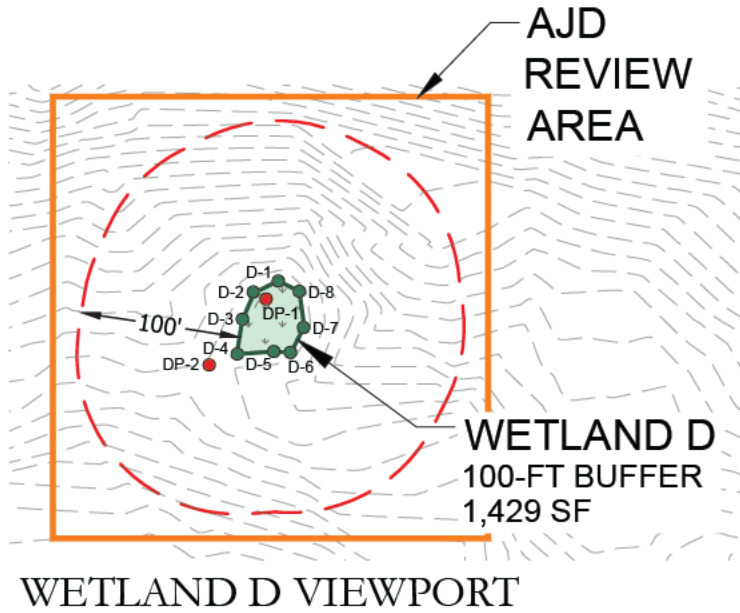 AJD
REVIEW
AREA
D-1
D-2
D-8
DP-1
D-3
D-7
100'
D-4
D-5
D-6
DP-2
WETLAND D
100-FT BUFFER
1,429 SF
WETLAND D VIEWPORT